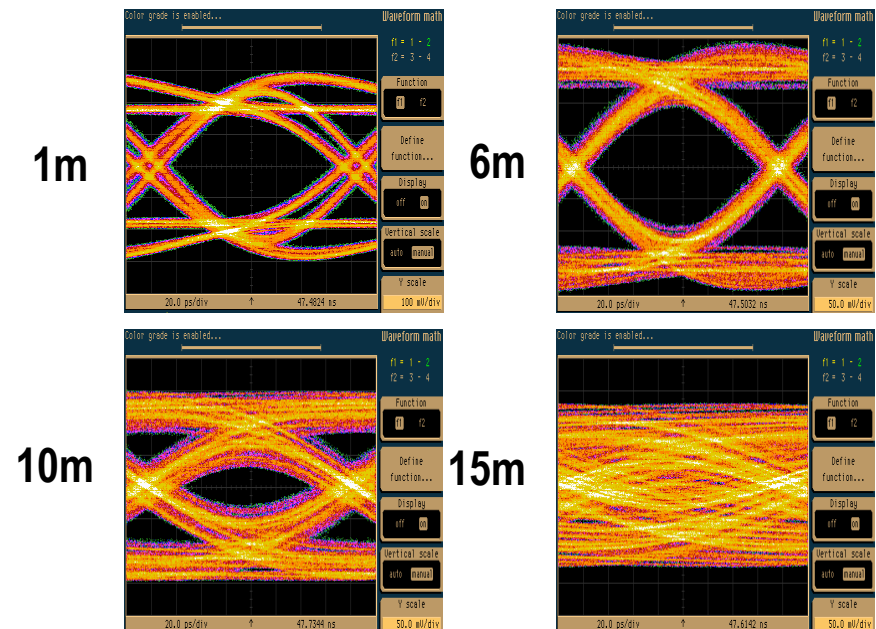 1m
Color grade is enabled...
Waveform math
f1 = 1 - 2
f2 = 3 - 4
Function
f1 f2
Define
function...
Display
off on
Vertical scale
auto manual
Y scale
20.0 ps/div ↑ 47.4824 ns
100 mV/div
6m
Color grade is enabled...
Waveform math
f1 = 1 - 2
f2 = 3 - 4
Function
f1 f2
Define
function...
Display
off on
Vertical scale
auto manual
Y scale
20.0 ps/div ↑ 47.5032 ns
50.0 mV/div
10m
Color grade is enabled...
Waveform math
f1 = 1 - 2
f2 = 3 - 4
Function
f1 f2
Define
function...
Display
off on
Vertical scale
auto manual
Y scale
20.0 ps/div ↑ 47.7344 ns
50.0 mV/div
15m
Color grade is enabled...
Waveform math
f1 = 1 - 2
f2 = 3 - 4
Function
f1 f2
Define
function...
Display
off on
Vertical scale
auto manual
Y scale
20.0 ps/div ↑ 47.6142 ns
50.0 mV/div